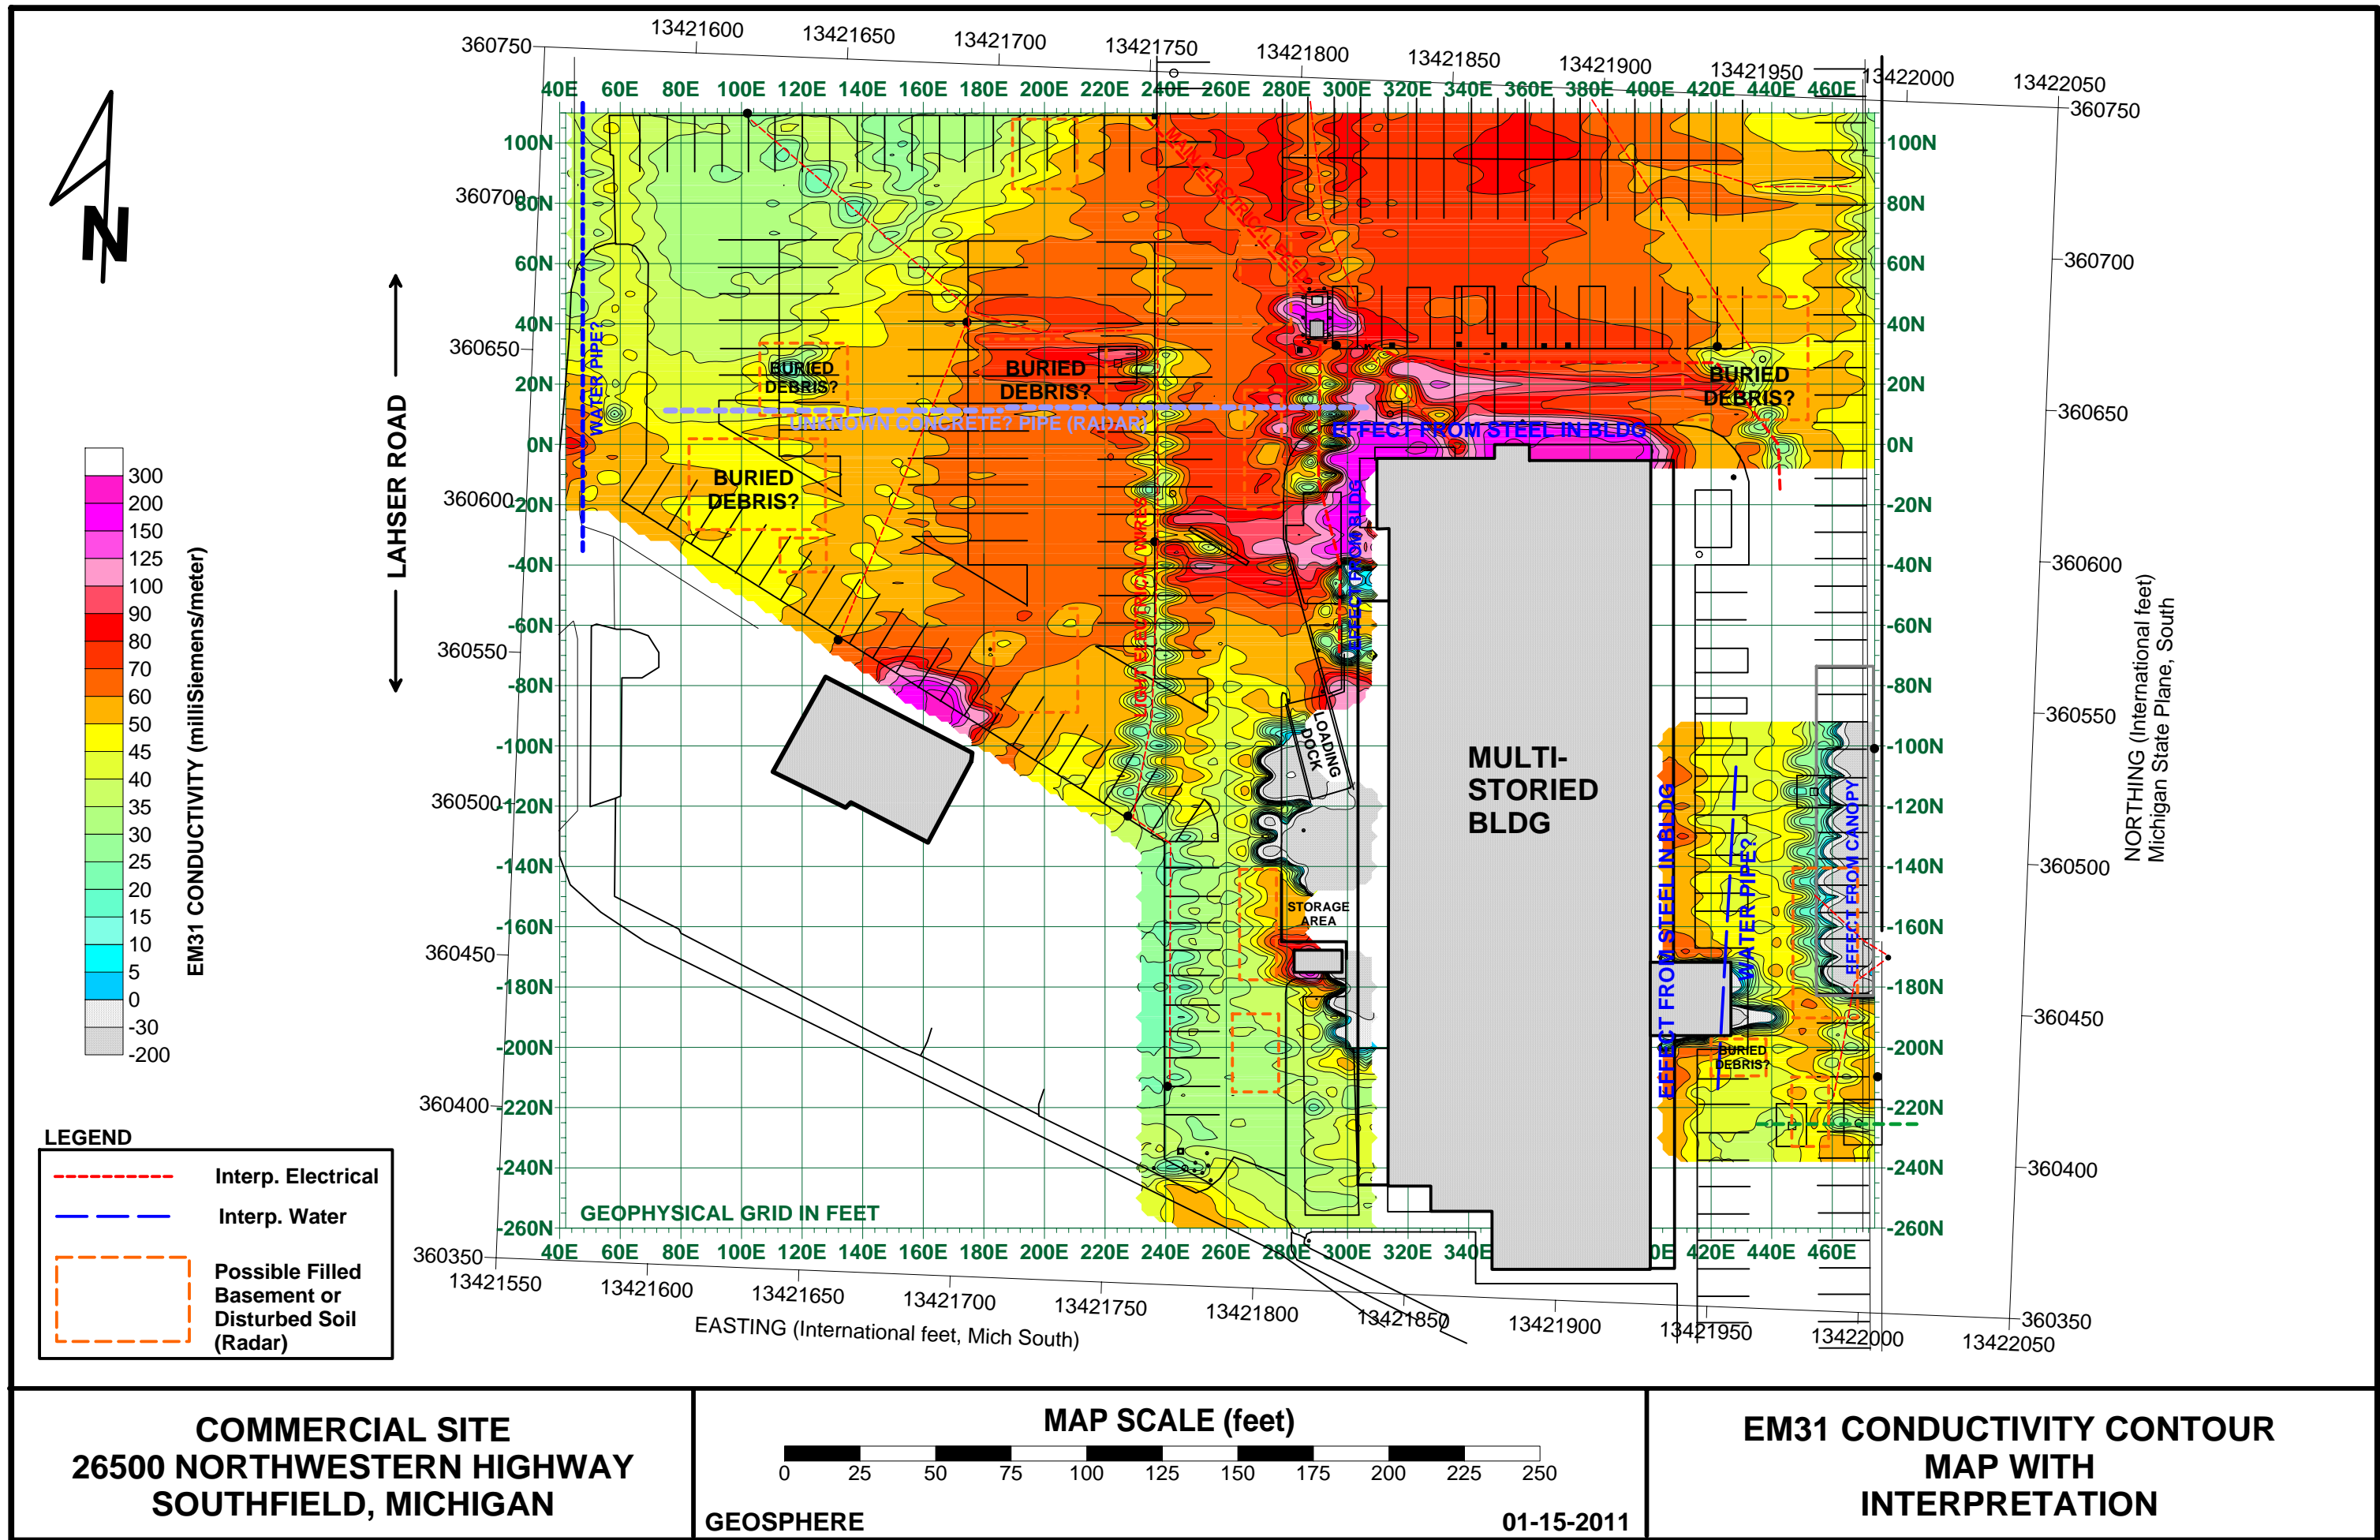 13421600 13421650 13421700 13421750 13421800 13421850 13421900 13421950 13422000 13422050
360750
360750
40E 60E 80E 100E 120E 140E 160E 180E 200E 220E 240E 260E 280E 300E 320E 340E 360E 380E 400E 420E 440E 460E
100N
80N
60N
40N
20N
0N
-20N
-40N
-60N
-80N
-100N
-120N
-140N
-160N
-180N
-200N
-220N
-240N
-260N
100N
80N
60N
40N
20N
0N
-20N
-40N
-60N
-80N
-100N
-120N
-140N
-160N
-180N
-200N
-220N
-240N
-260N
360700
360650
360600
360550
360500
360450
360400
360350
360700
360650
360600
360550
360500
360450
360400
360350
N
LAHSER ROAD
WATER PIPE?
MAIN ELECTRICAL FEED
BURIED
DEBRIS?
BURIED
DEBRIS?
BURIED
DEBRIS?
UNKNOWN CONCRETE? PIPE (RADAR)
EFFECT FROM STEEL IN BLDG
BURIED
DEBRIS?
LIGHT ELECTRICAL WIRES
EFFECT FROM BLDG
LOADING
DOCK
MULTI-
STORIED
BLDG
STORAGE
AREA
EFFECT FROM STEEL IN BLDG
WATER PIPE?
EFFECT FROM CANOPY
BURIED
DEBRIS?
NORTHING (International feet)
Michigan State Plane, South
300
200
150
125
100
90
80
70
60
50
45
40
35
30
25
20
15
10
5
0
-30
-200
EM31 CONDUCTIVITY (milliSiemens/meter)
GEOPHYSICAL GRID IN FEET
40E 60E 80E 100E 120E 140E 160E 180E 200E 220E 240E 260E 280E 300E 320E 340E 0E 420E 440E 460E
13421550 13421600 13421650 13421700 13421750 13421800 13421850 13421900 13421950 13422000 13422050
EASTING (International feet, Mich South)
LEGEND
Interp. Electrical
Interp. Water
Possible Filled
Basement or
Disturbed Soil
(Radar)
COMMERCIAL SITE
26500 NORTHWESTERN HIGHWAY
SOUTHFIELD, MICHIGAN
MAP SCALE (feet)
0 25 50 75 100 125 150 175 200 225 250
GEOSPHERE 01-15-2011
EM31 CONDUCTIVITY CONTOUR
MAP WITH
INTERPRETATION